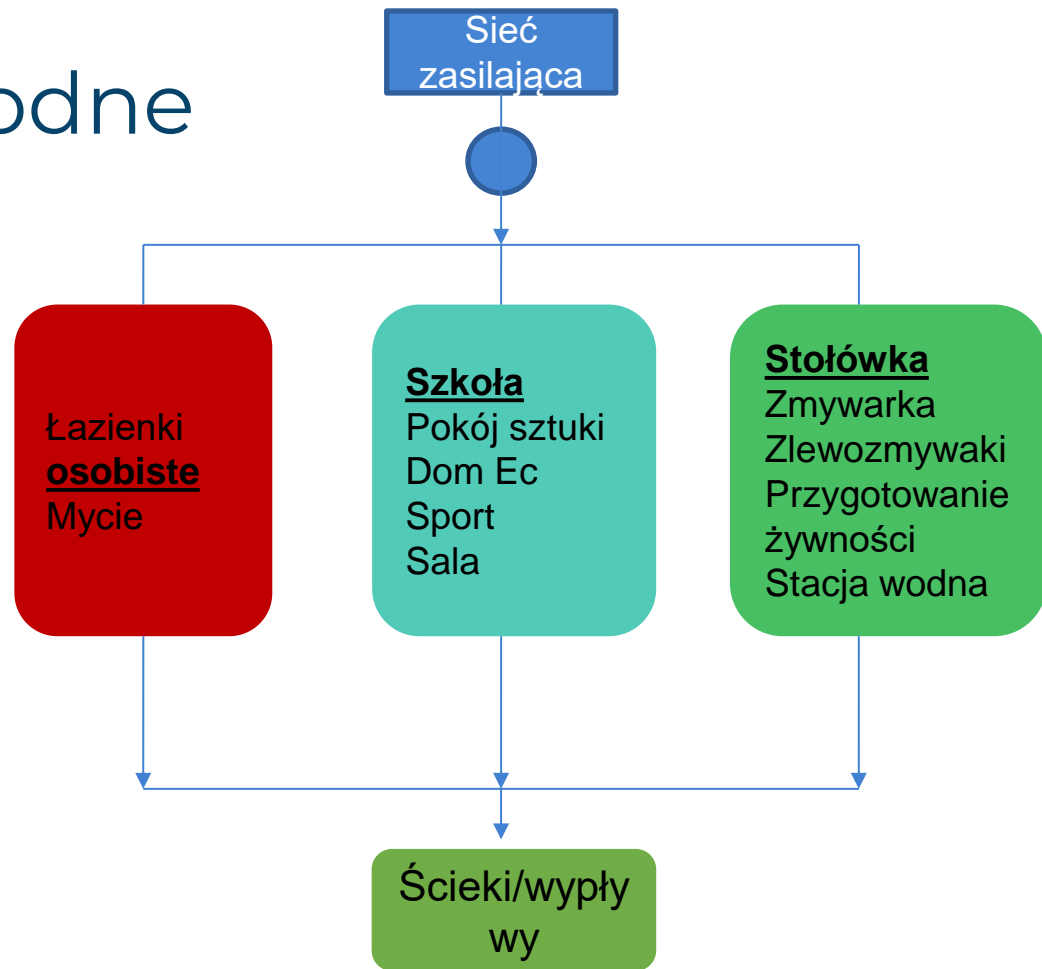 odne
Sieć
zasilająca
Łazienki
osobiste
Mycie
Szkoła
Pokój sztuki
Dom Ec
Sport
Sala
Stołówka
Zmywarka
Zlewozmywaki
Przygotowanie
żywności
Stacja wodna
Ścieki/wypły
wy